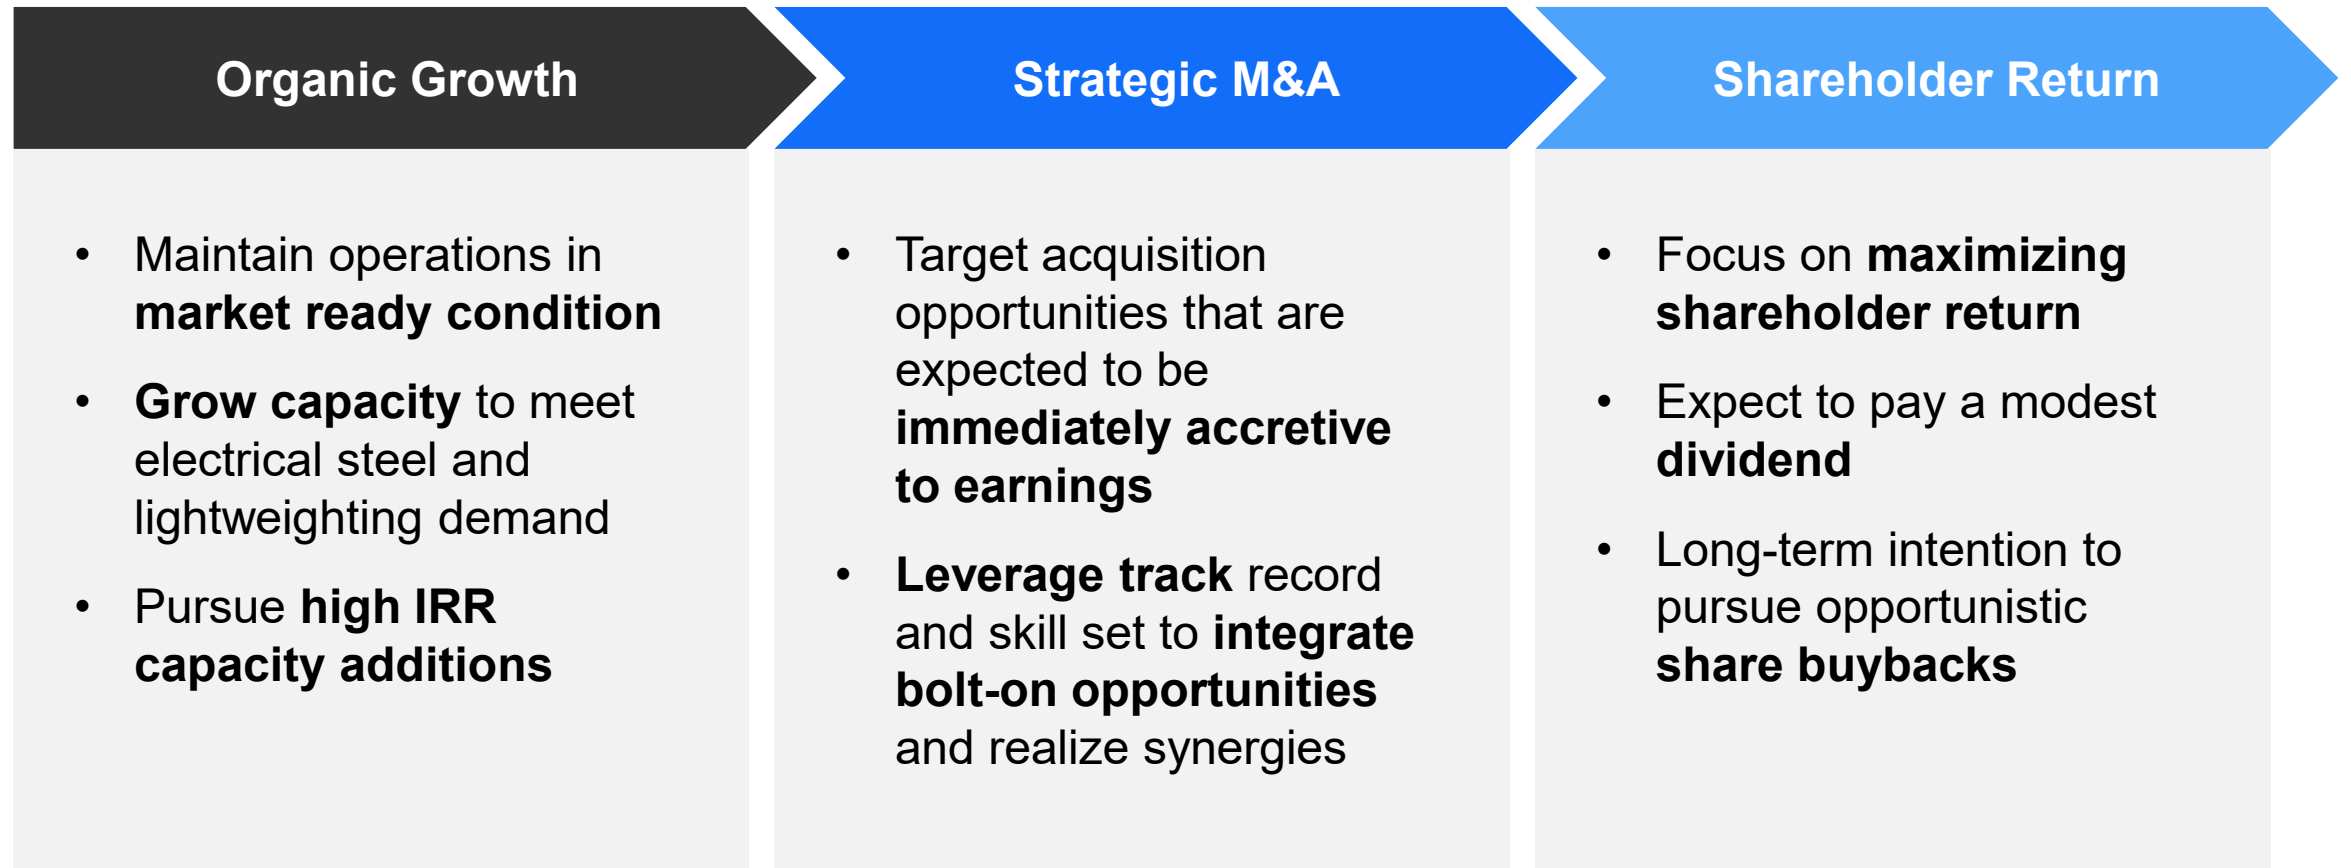 Organic Growth
• Maintain operations in
market ready condition
• Grow capacity to meet
electrical steel and
lightweighting demand
• Pursue high IRR
capacity additions
Strategic M&A
• Target acquisition
opportunities that are
expected to be
immediately accretive
to earnings
• Leverage track record
and skill set to integrate
bolt-on opportunities
and realize synergies
Shareholder Return
• Focus on maximizing
shareholder return
• Expect to pay a modest
dividend
• Long-term intention to
pursue opportunistic
share buybacks